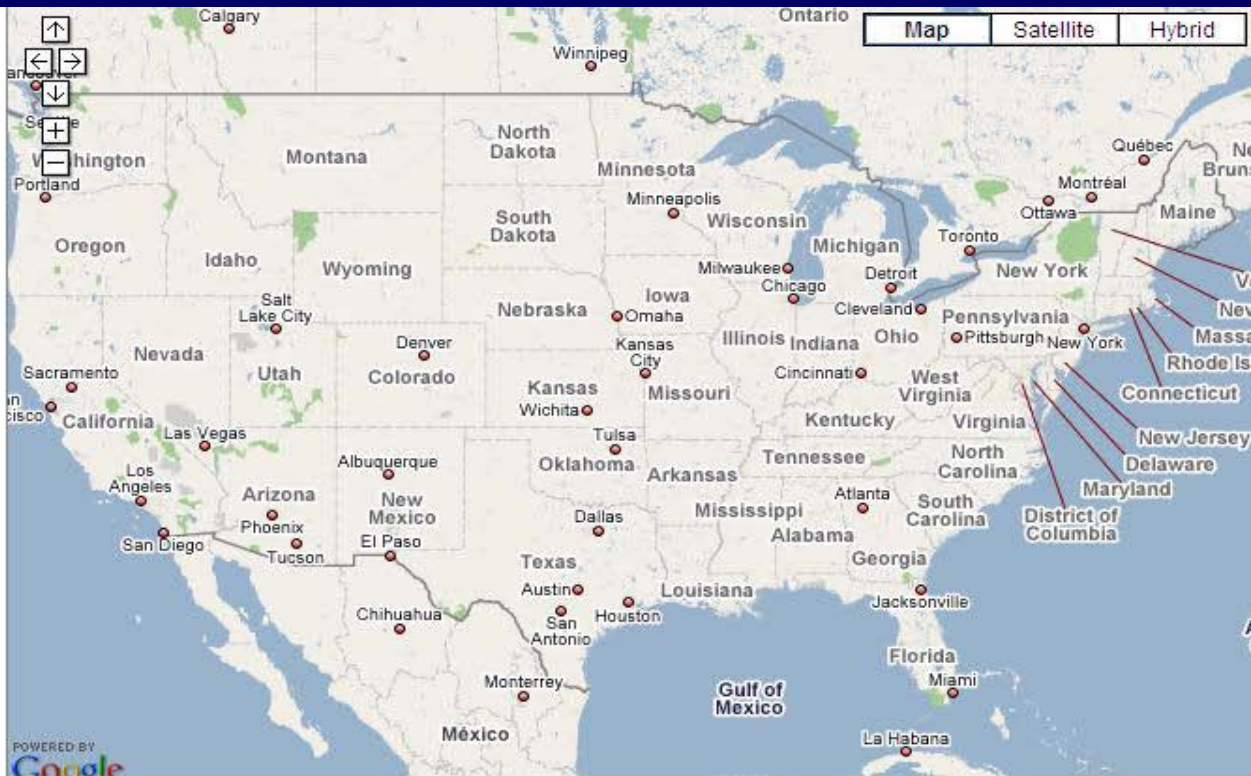 Calgary
Ontario
Map
Satellite
Hybrid
Winnipeg
North
Dakota
Montana
Minnesota
Québec
Portland
Minneapolis
Montréal
Ottawa
Maine
South
Dakota
Wisconsin
Oregon
Idaho
Wyoming
Michigan
Toronto
Milwaukee
Detroit
New York
Chicago
Salt
Lake City
Nebraska
Iowa
Omaha
Cleveland
Pennsylvania
Nevada
Denver
Kansas
City
Illinois
Indiana
Ohio
Pittsburgh
New York
Massa
Rhode Is
Sacramento
Utah
Colorado
Kansas
Missouri
Cincinnati
West
Virginia
Connecticut
California
Wichita
Kentucky
Virginia
Las Vegas
Tulsa
New Jersey
Los
Angeles
Albuquerque
Oklahoma
Arkansas
Tennessee
North
Carolina
Delaware
Maryland
Arizona
New
Mexico
Mississippi
Atlanta
South
Carolina
Phoenix
Dallas
Alabama
District of
Columbia
San Diego
Tucson
El Paso
Texas
Georgia
Austin
Louisiana
Jacksonville
Chihuahua
San
Antonio
Houston
Florida
Monterrey
Gulf of
Mexico
Miami
México
La Habana
POWERED BY
Google